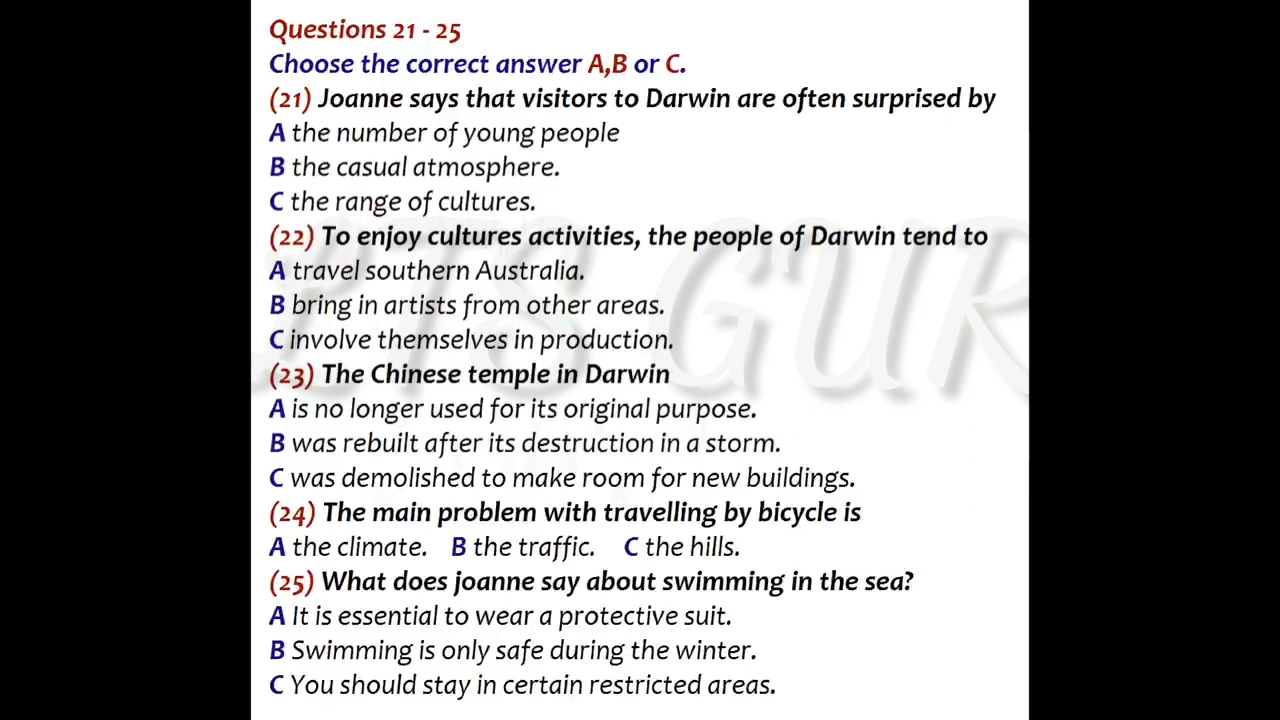 Questions 21 - 25
Choose the correct answer A,B or C.
(21) Joanne says that visitors to Darwin are often surprised by
A the number of young people
B the casual atmosphere.
C the range of cultures.
(22) To enjoy cultures activities, the people of Darwin tend to
A travel southern Australia.
B bring in artists from other areas.
C involve themselves in production.
(23) The Chinese temple in Darwin
A is no longer used for its original purpose.
B was rebuilt after its destruction in a storm.
C was demolished to make room for new buildings.
(24) The main problem with travelling by bicycle is
A the climate. B the traffic. C the hills.
(25) What does joanne say about swimming in the sea?
A It is essential to wear a protective suit.
B Swimming is only safe during the winter.
C You should stay in certain restricted areas.